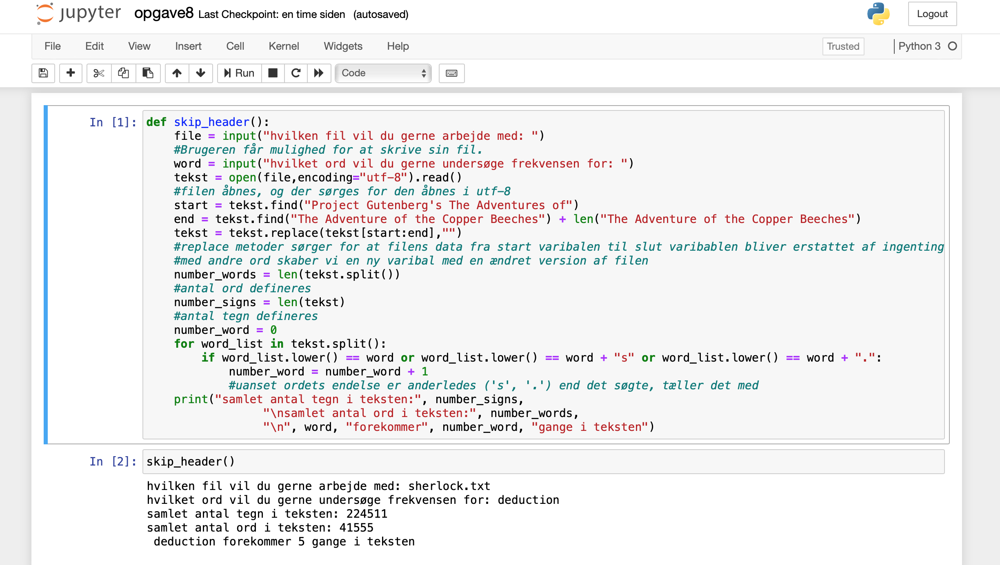 jupyter opgave8 Last Checkpoint: en time siden (autosaved) Logout
File Edit View Insert Cell Kernel Widgets Help Trusted Python 3
Run Code
In [1]: def skip_header():
    file = input("hvilken fil vil du gerne arbejde med: ")
    #Brugeren får mulighed for at skrive sin fil.
    word = input("hvilket ord vil du gerne undersøge frekvensen for: ")
    tekst = open(file,encoding="utf-8").read()
    #filen åbnes, og der sørges for den åbnes i utf-8
    start = tekst.find("Project Gutenberg's The Adventures of")
    end = tekst.find("The Adventure of the Copper Beeches") + len("The Adventure of the Copper Beeches")
    tekst = tekst.replace(tekst[start:end],"")
    #replace metoder sørger for at filens data fra start varibalen til slut varibablen bliver erstattet af ingenting
    #med andre ord skaber vi en ny varibal med en ændret version af filen
    number_words = len(tekst.split())
    #antal ord defineres
    number_signs = len(tekst)
    #antal tegn defineres
    number_word = 0
    for word_list in tekst.split():
        if word_list.lower() == word or word_list.lower() == word + "s" or word_list.lower() == word + ".":
            number_word = number_word + 1
            #uanset ordets endelse er anderledes ('s', '.') end det søgte, tæller det med
    print("samlet antal tegn i teksten:", number_signs,
                 "\nsamlet antal ord i teksten:", number_words,
                 "\n", word, "forekommer", number_word, "gange i teksten")
In [2]: skip_header()
hvilken fil vil du gerne arbejde med: sherlock.txt
hvilket ord vil du gerne undersøge frekvensen for: deduction
samlet antal tegn i teksten: 224511
samlet antal ord i teksten: 41555
 deduction forekommer 5 gange i teksten